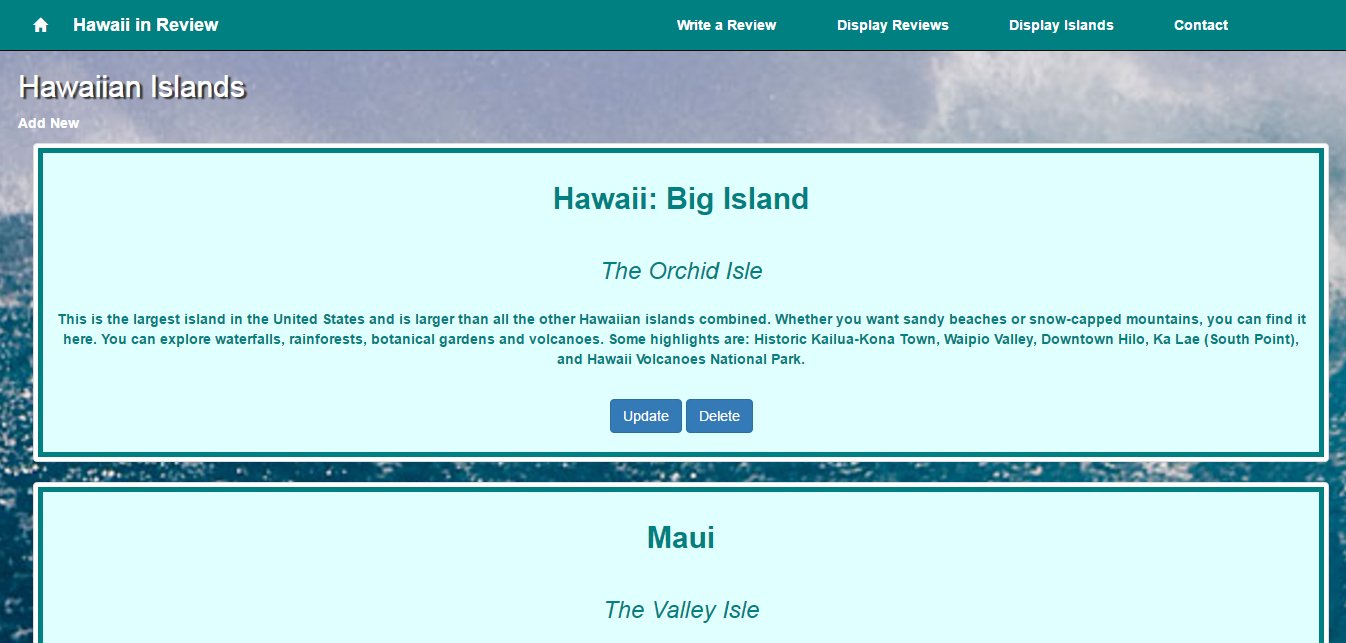 Hawaii in Review Write a Review Display Reviews Display Islands Contact
Hawaiian Islands
Add New
Hawaii: Big Island
The Orchid Isle
This is the largest island in the United States and is larger than all the other Hawaiian islands combined. Whether you want sandy beaches or snow-capped mountains, you can find it
here. You can explore waterfalls, rainforests, botanical gardens and volcanoes. Some highlights are: Historic Kailua-Kona Town, Waipio Valley, Downtown Hilo, Ka Lae (South Point),
and Hawaii Volcanoes National Park.
Update Delete
Maui
The Valley Isle